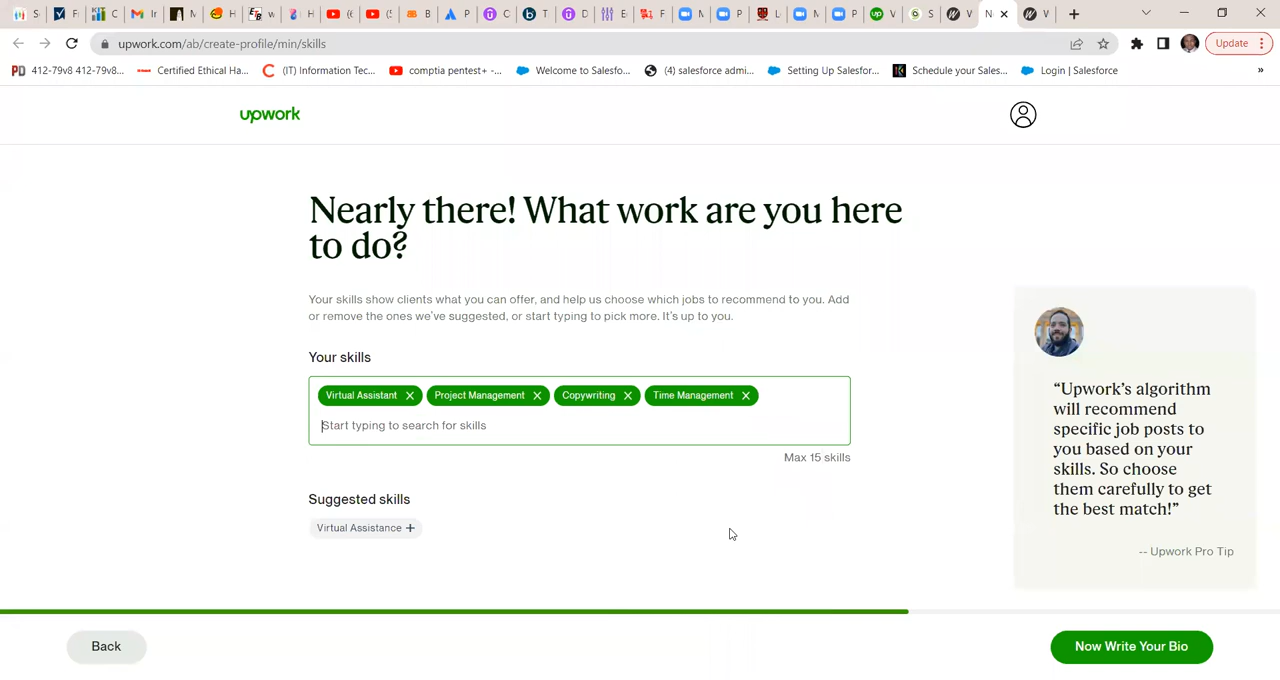 upwork.com/ab/create-profile/min/skills
Update
412-79v8 412-79v8...
Certified Ethical Ha...
(IT) Information Tec...
comptia pentest+ -...
Welcome to Salesfo...
(4) salesforce admi...
Setting Up Salesfor...
Schedule your Sales...
Login | Salesforce
»
upwork
Nearly there! What work are you here
to do?
Your skills show clients what you can offer, and help us choose which jobs to recommend to you. Add
or remove the ones we've suggested, or start typing to pick more. It's up to you.
Your skills
Virtual Assistant
Project Management
Copywriting
Time Management
Start typing to search for skills
Max 15 skills
Suggested skills
Virtual Assistance +
“Upwork's algorithm
will recommend
specific job posts to
you based on your
skills. So choose
them carefully to get
the best match!”
-- Upwork Pro Tip
Back
Now Write Your Bio